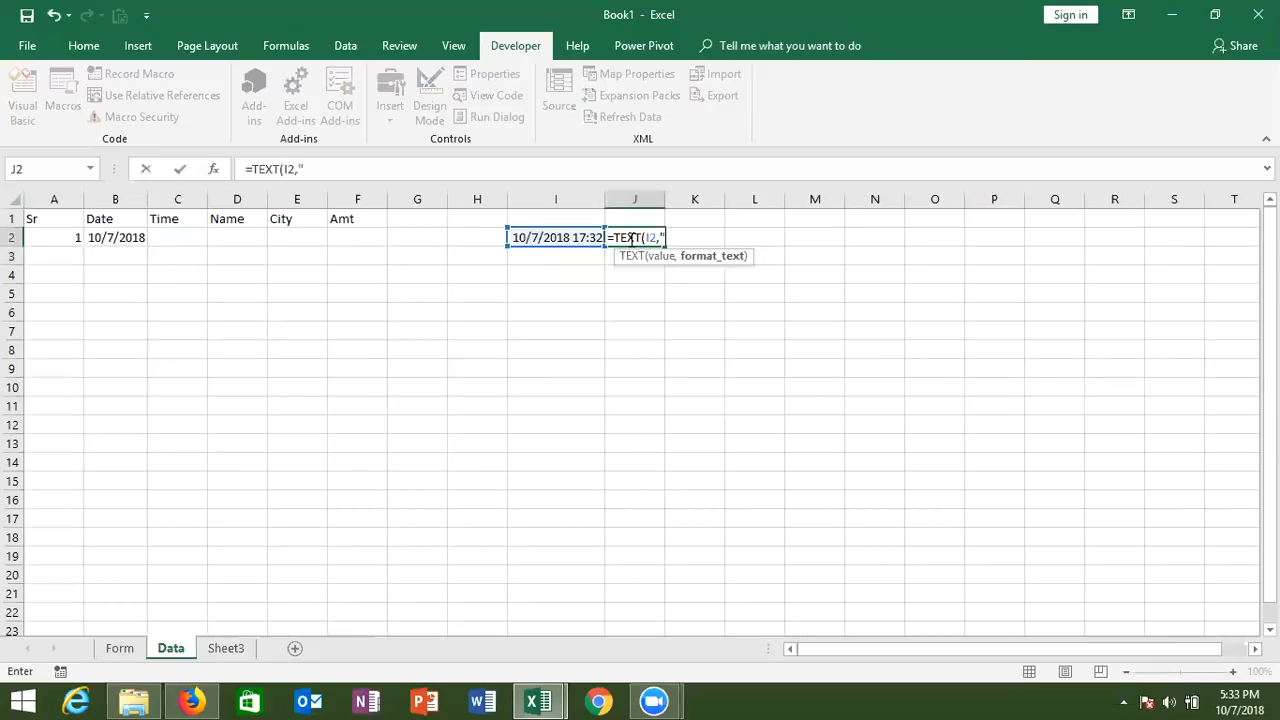 Book1 - Excel
Sign in
File Home Insert Page Layout Formulas Data Review View Developer Help Power Pivot Tell me what you want to do Share
Visual Basic
Macros
Record Macro
Use Relative References
Macro Security
Code
Add-ins
Excel Add-ins
COM Add-ins
Add-ins
Insert
Design Mode
Properties
View Code
Run Dialog
Controls
Source
Map Properties
Expansion Packs
Refresh Data
Import
Export
XML
J2 fx =TEXT(I2,"
A B C D E F G H I J K L M N O P Q R S T
1 Sr Date Time Name City Amt
2 1 10/7/2018 10/7/2018 17:32 =TEXT(I2,"
3 TEXT(value, format_text)
4
5
6
7
8
9
10
11
12
13
14
15
16
17
18
19
20
21
22
23
Form Data Sheet3
Enter 100%
5:33 PM
10/7/2018